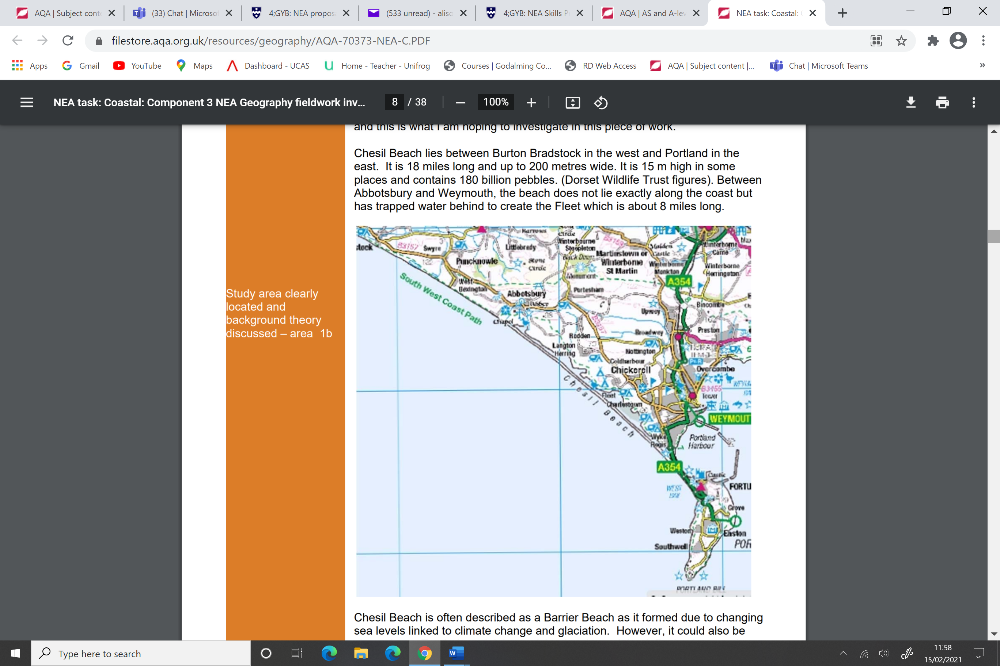 AQA | Subject conte
(33) Chat | Microsof
4;GYB: NEA propos
(533 unread) - aliso
4;GYB: NEA Skills P
AQA | AS and A-lev
NEA task: Coastal:
filestore.aqa.org.uk/resources/geography/AQA-70373-NEA-C.PDF
Apps
Gmail
YouTube
Maps
Dashboard - UCAS
Home - Teacher - Unifrog
Courses | Godalming Co...
RD Web Access
AQA | Subject content |...
Chat | Microsoft Teams
»
NEA task: Coastal: Component 3 NEA Geography fieldwork inv...
8 / 38
100%
and this is what I am hoping to investigate in this piece of work.
Chesil Beach lies between Burton Bradstock in the west and Portland in the
east. It is 18 miles long and up to 200 metres wide. It is 15 m high in some
places and contains 180 billion pebbles. (Dorset Wildlife Trust figures). Between
Abbotsbury and Weymouth, the beach does not lie exactly along the coast but
has trapped water behind to create the Fleet which is about 8 miles long.
Study area clearly
located and
background theory
discussed – area 1b
tock
B3157
Swyre
Littlebredy
Winterbourne
Steepleton
B3159
Martinstown or
Winterborne
St Martin
Maiden
Castle
Winterborne
Came
Puncknowle
Stone
Circle
Black Down
Monument
Winterborne
Monkton
Winterborne
Herringston
A354
South West Coast Path
West
Bexington
Abbotsbury
Abbey
Portesham
Bincombe
Upwey
Chapel
B3157
Rodden
Broadwey
Preston
Langton
Herring
Nottington
Coldharbour
Chickerell
P&R
Overcombe
B3155
Tower
Chesil Beach
Fleet
Charlestown
WEYMOUT
Wyke
Regis
Portland
Harbour
A354
Castle
WEST
BAY
FORTU
Grove
Weston
Easton
Southwell
POR
PORTLAND BILL
Chesil Beach is often described as a Barrier Beach as it formed due to changing
sea levels linked to climate change and glaciation. However, it could also be
Type here to search
11:58
15/02/2021